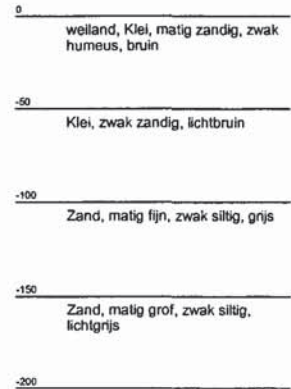 0
weiland, Klei, matig zandig, zwak
humeus, bruin
-50
Klei, zwak zandig, lichtbruin
-100
Zand, matig fijn, zwak siltig, grijs
-150
Zand, matig grof, zwak siltig,
lichtgrijs
-200